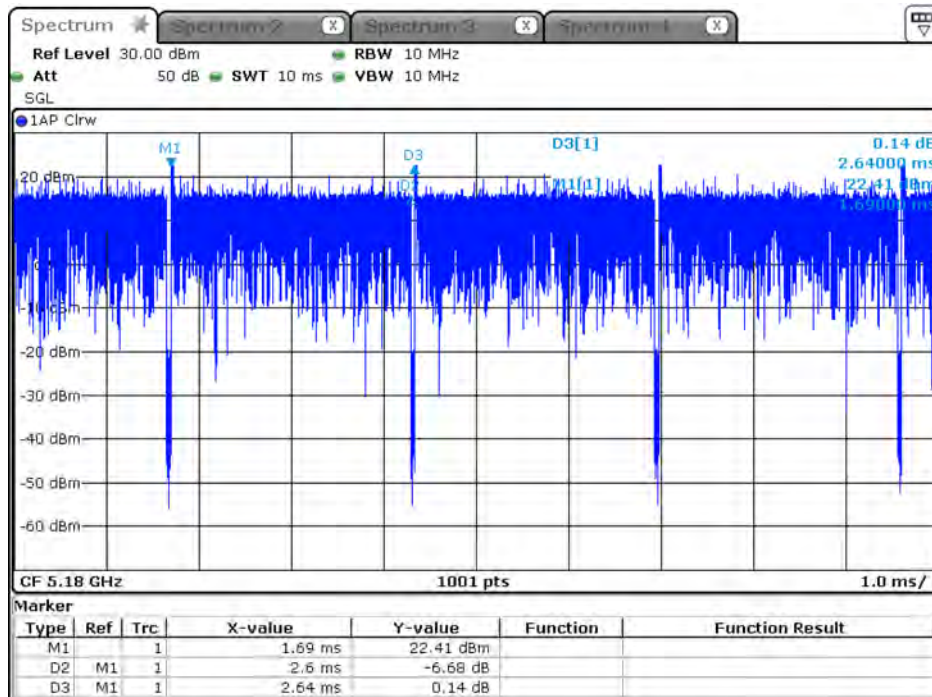 Spectrum Spectrum 2 X Spectrum 3 X Spectrum 4 X
Ref Level 30.00 dBm RBW 10 MHz
Att 50 dB SWT 10 ms VBW 10 MHz
SGL
1AP Clrw
M1 D3 D3[1] 0.14 dB
2.64000 ms
20 dBm M1[1] 22.41 dBm
1.69000 ms
-10 dBm
-20 dBm
-30 dBm
-40 dBm
-50 dBm
-60 dBm
CF 5.18 GHz 1001 pts 1.0 ms/
Marker
Type Ref Trc X-value Y-value Function Function Result
M1 1 1.69 ms 22.41 dBm
D2 M1 1 2.6 ms -6.68 dB
D3 M1 1 2.64 ms 0.14 dB